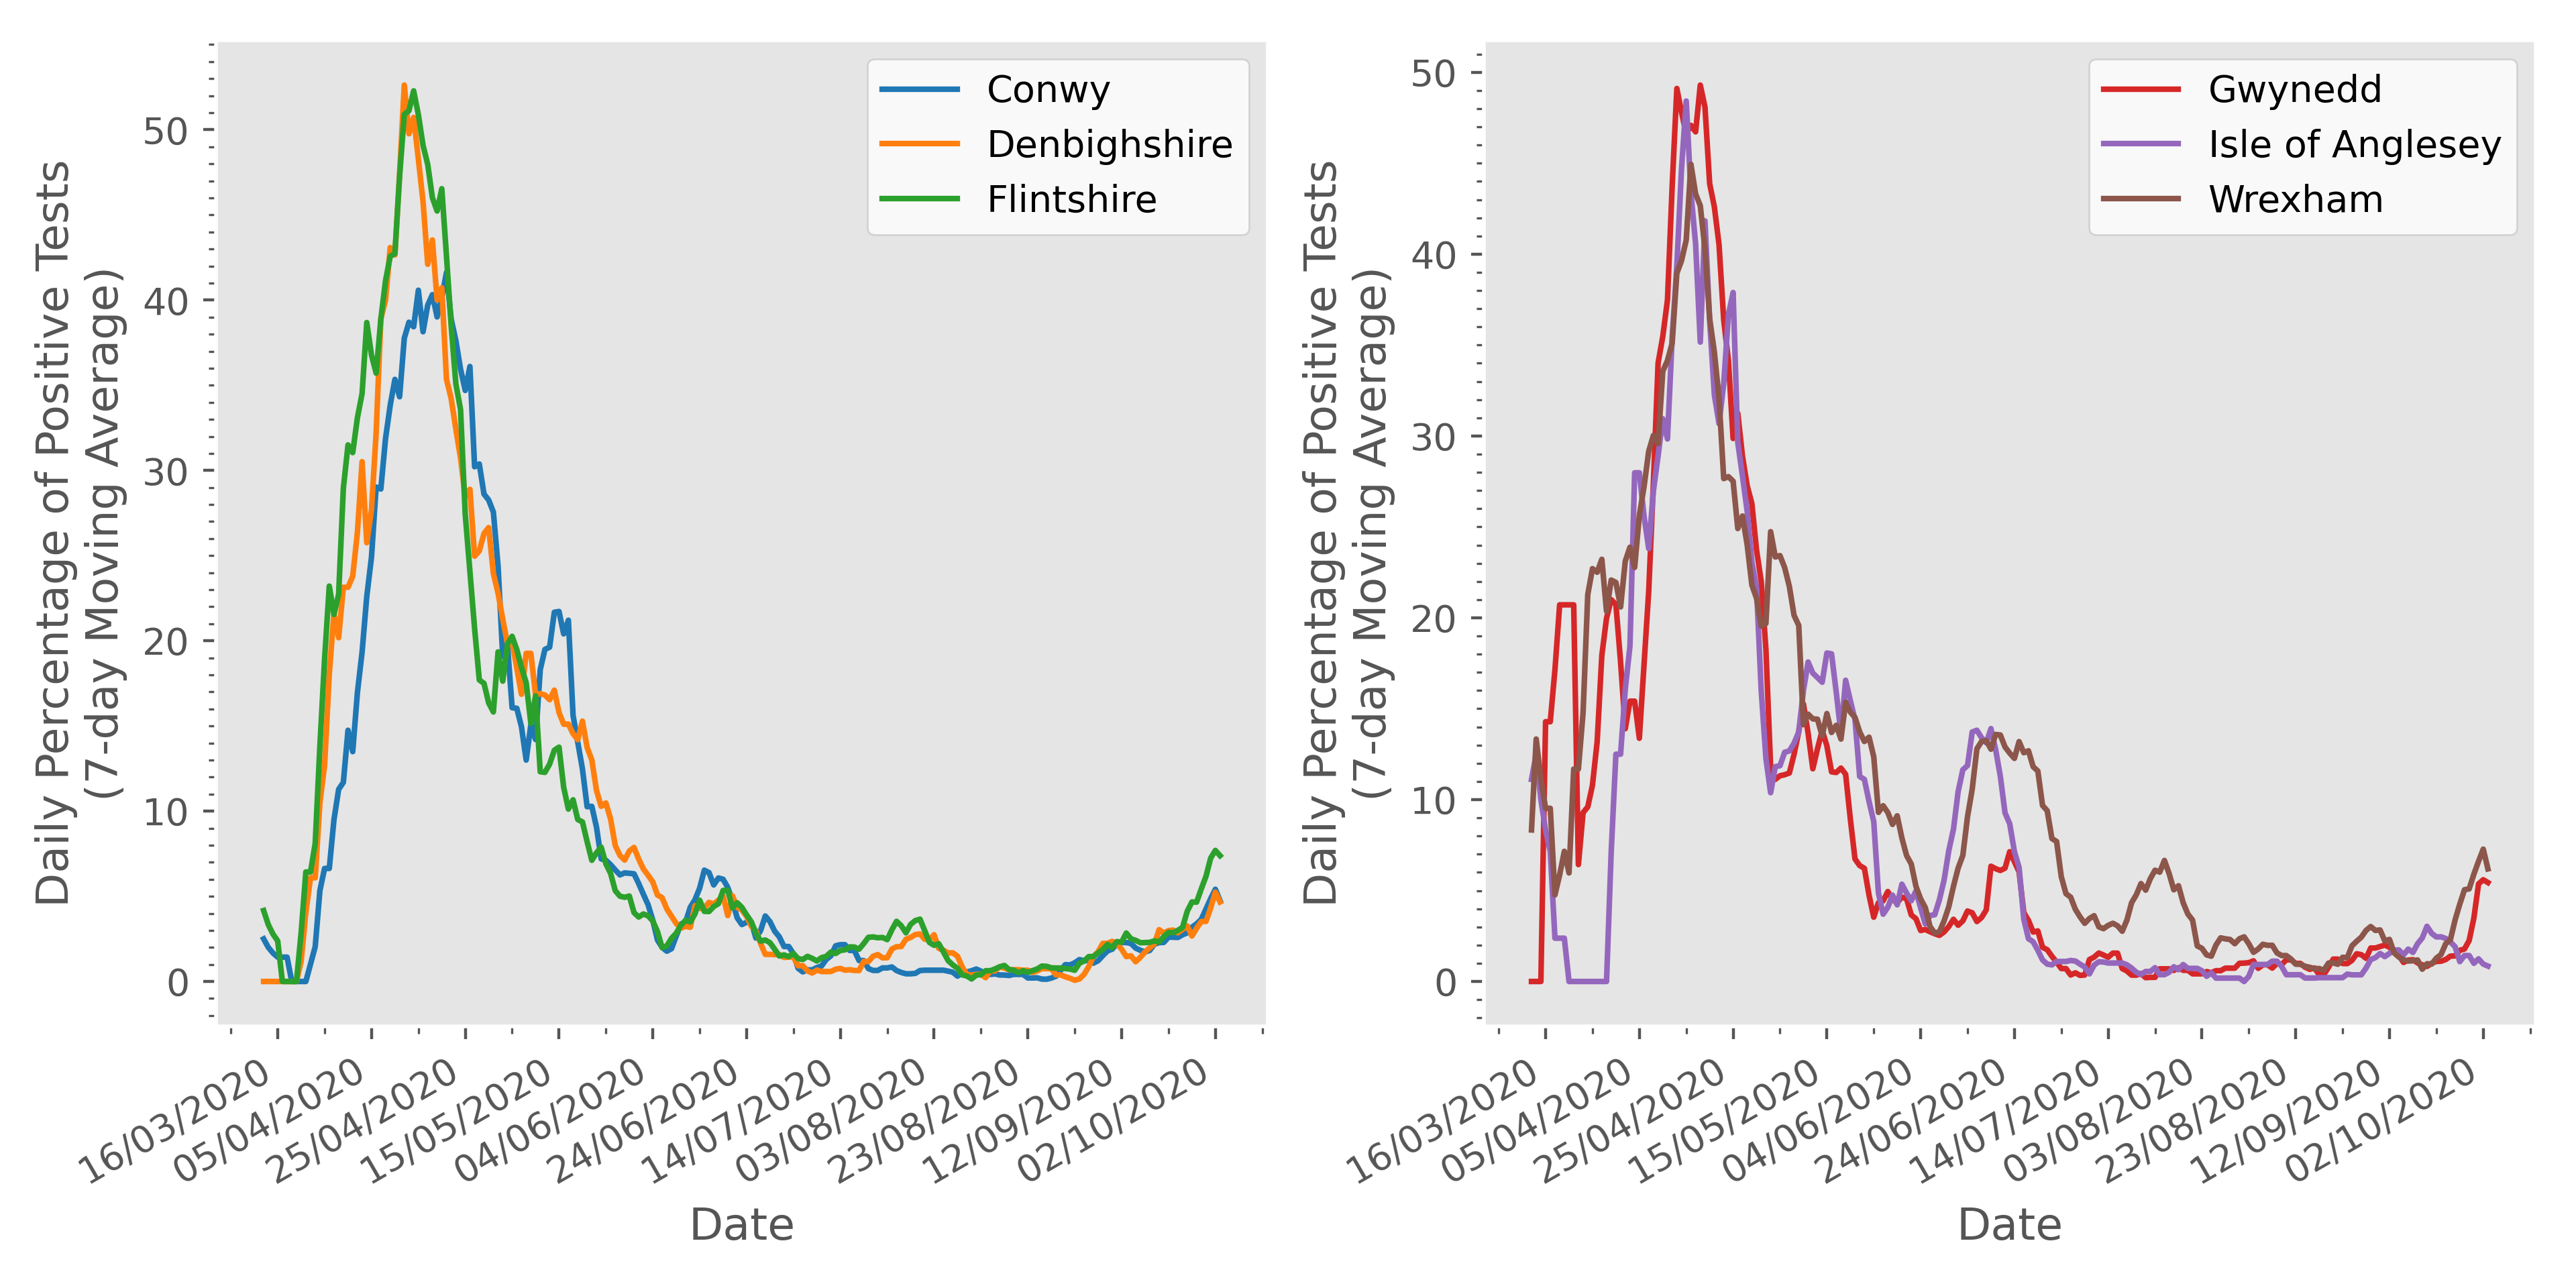 Daily Percentage of Positive Tests
(7-day Moving Average)
50
40
30
20
10
0
Conwy
Denbighshire
Flintshire
16/03/2020
05/04/2020
25/04/2020
15/05/2020
04/06/2020
24/06/2020
14/07/2020
03/08/2020
23/08/2020
12/09/2020
02/10/2020
Date
Daily Percentage of Positive Tests
(7-day Moving Average)
50
40
30
20
10
0
Gwynedd
Isle of Anglesey
Wrexham
16/03/2020
05/04/2020
25/04/2020
15/05/2020
04/06/2020
24/06/2020
14/07/2020
03/08/2020
23/08/2020
12/09/2020
02/10/2020
Date